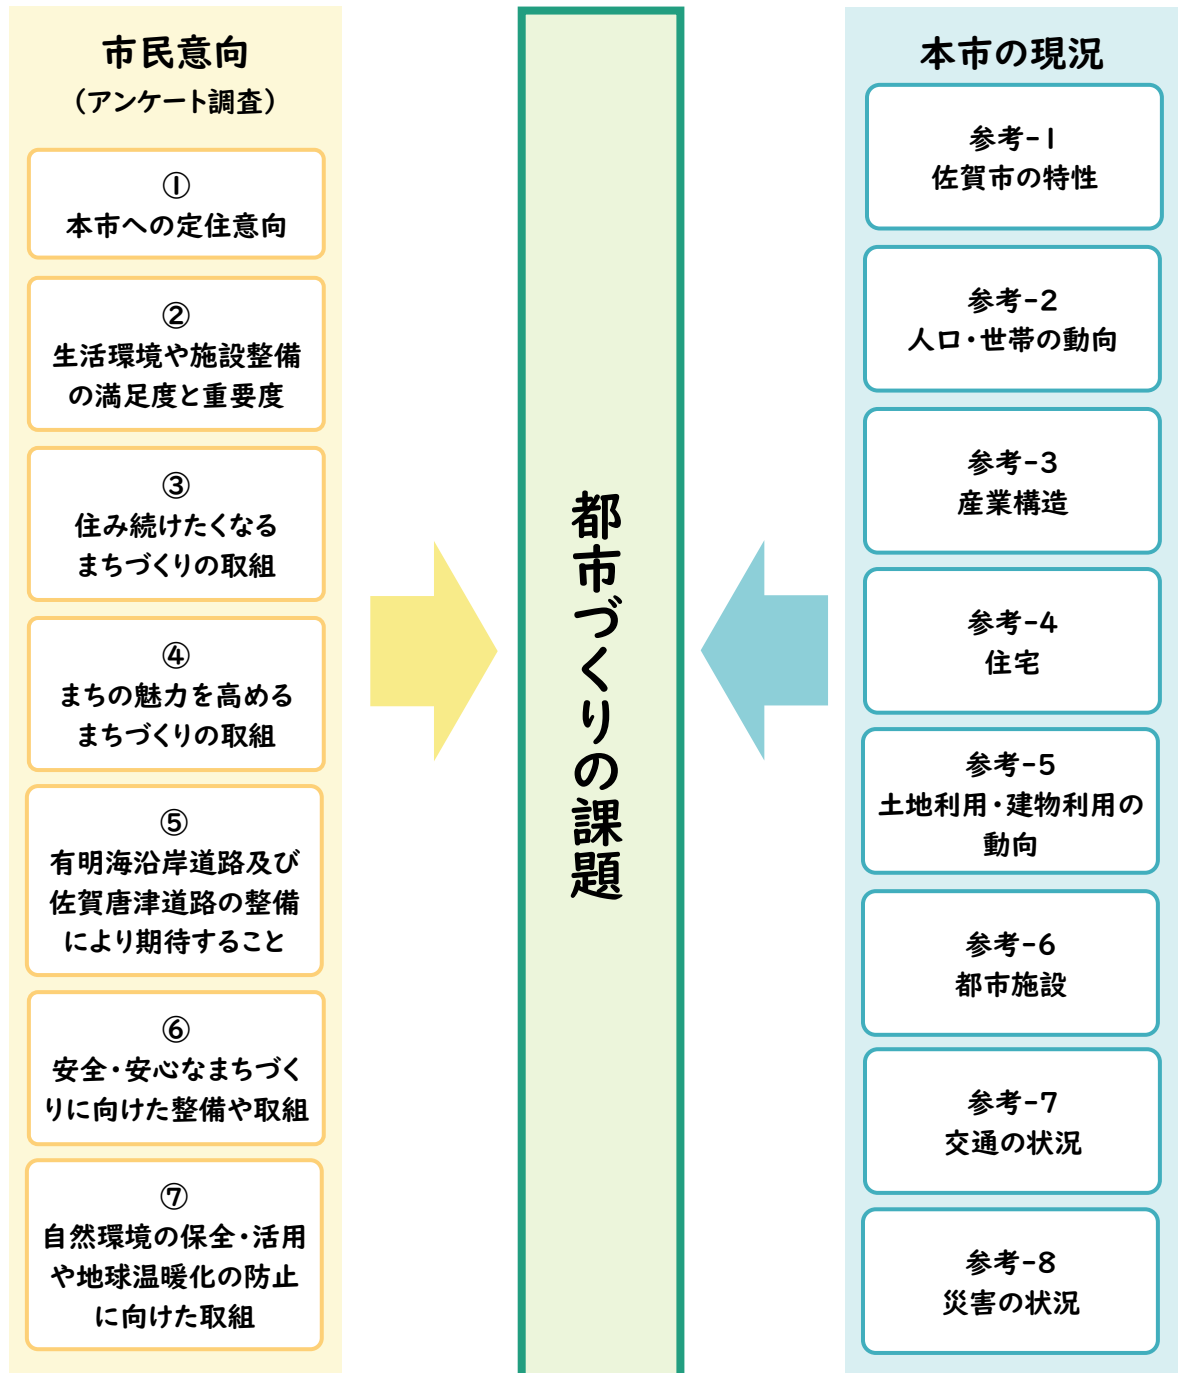 市民意向
（アンケート調査）
①
本市への定住意向
②
生活環境や施設整備
の満足度と重要度
③
住み続けたくなる
まちづくりの取組
④
まちの魅力を高める
まちづくりの取組
⑤
有明海沿岸道路及び
佐賀唐津道路の整備
により期待すること
⑥
安全・安心なまちづく
りに向けた整備や取組
⑦
自然環境の保全・活用
や地球温暖化の防止
に向けた取組
都市づくりの課題
本市の現況
参考-1
佐賀市の特性
参考-2
人口・世帯の動向
参考-3
産業構造
参考-4
住宅
参考-5
土地利用・建物利用の
動向
参考-6
都市施設
参考-7
交通の状況
参考-8
災害の状況